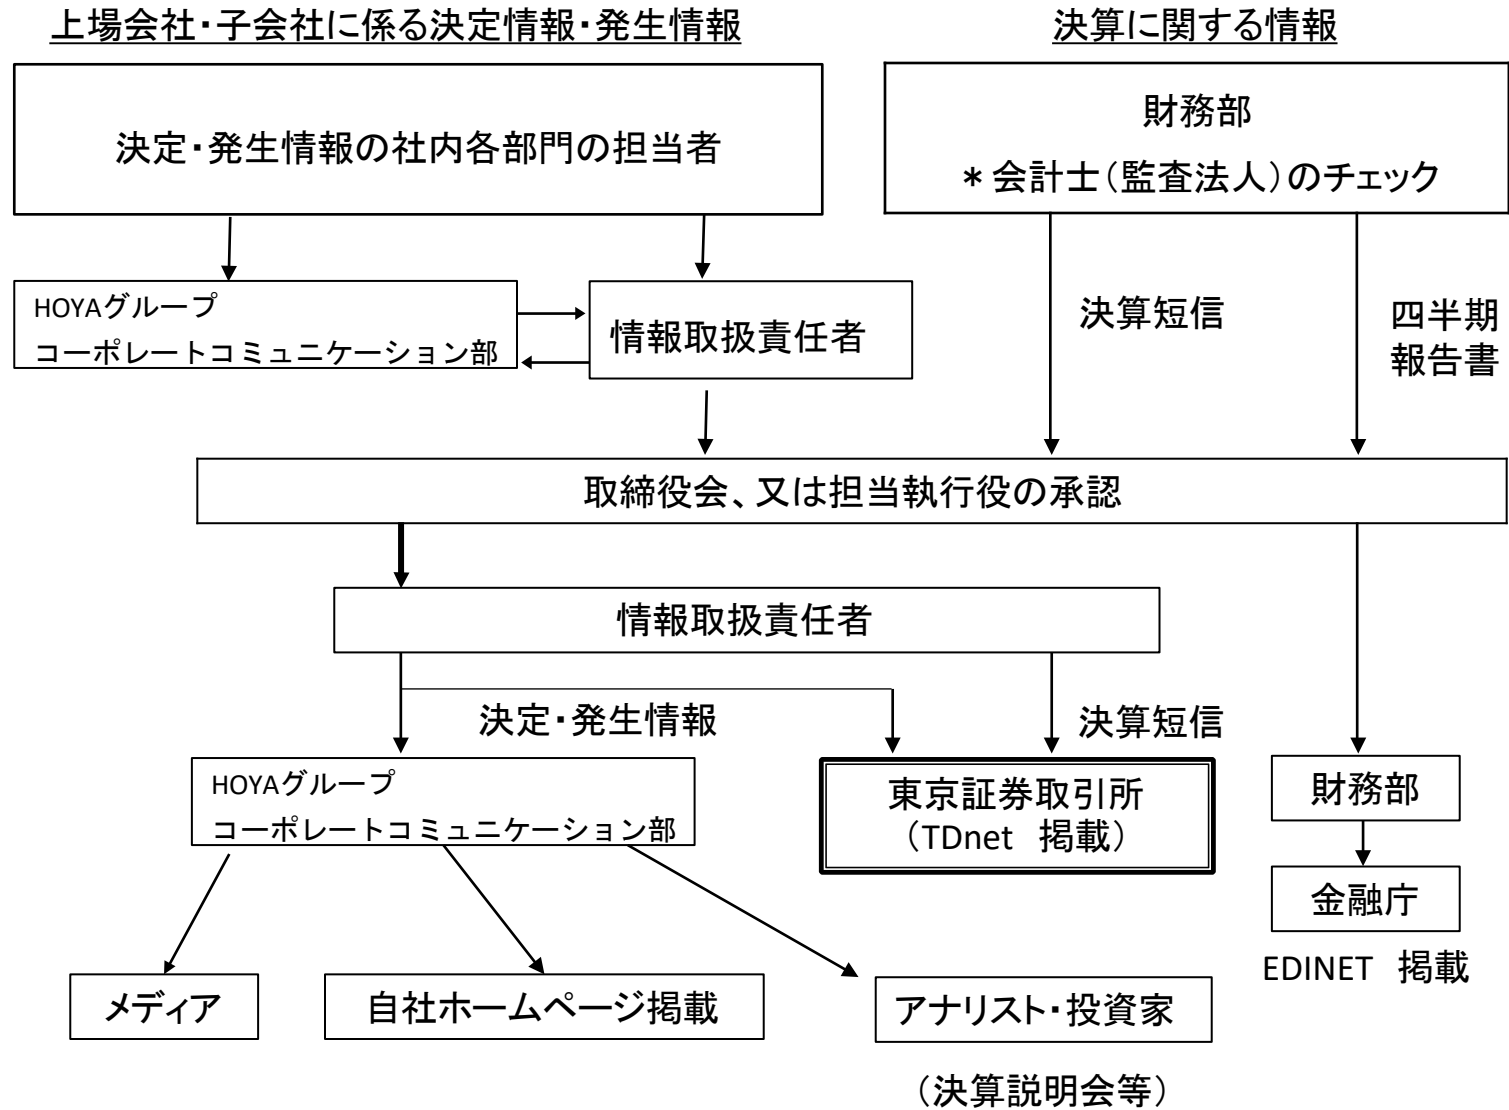 上場会社・子会社に係る決定情報・発生情報
決算に関する情報
決定・発生情報の社内各部門の担当者
財務部
＊会計士（監査法人）のチェック
HOYAグループ
コーポレートコミュニケーション部
情報取扱責任者
決算短信
四半期
報告書
取締役会、又は担当執行役の承認
情報取扱責任者
決定・発生情報
決算短信
HOYAグループ
コーポレートコミュニケーション部
東京証券取引所
（TDnet　掲載）
財務部
金融庁
EDINET　掲載
メディア
自社ホームページ掲載
アナリスト・投資家
（決算説明会等）